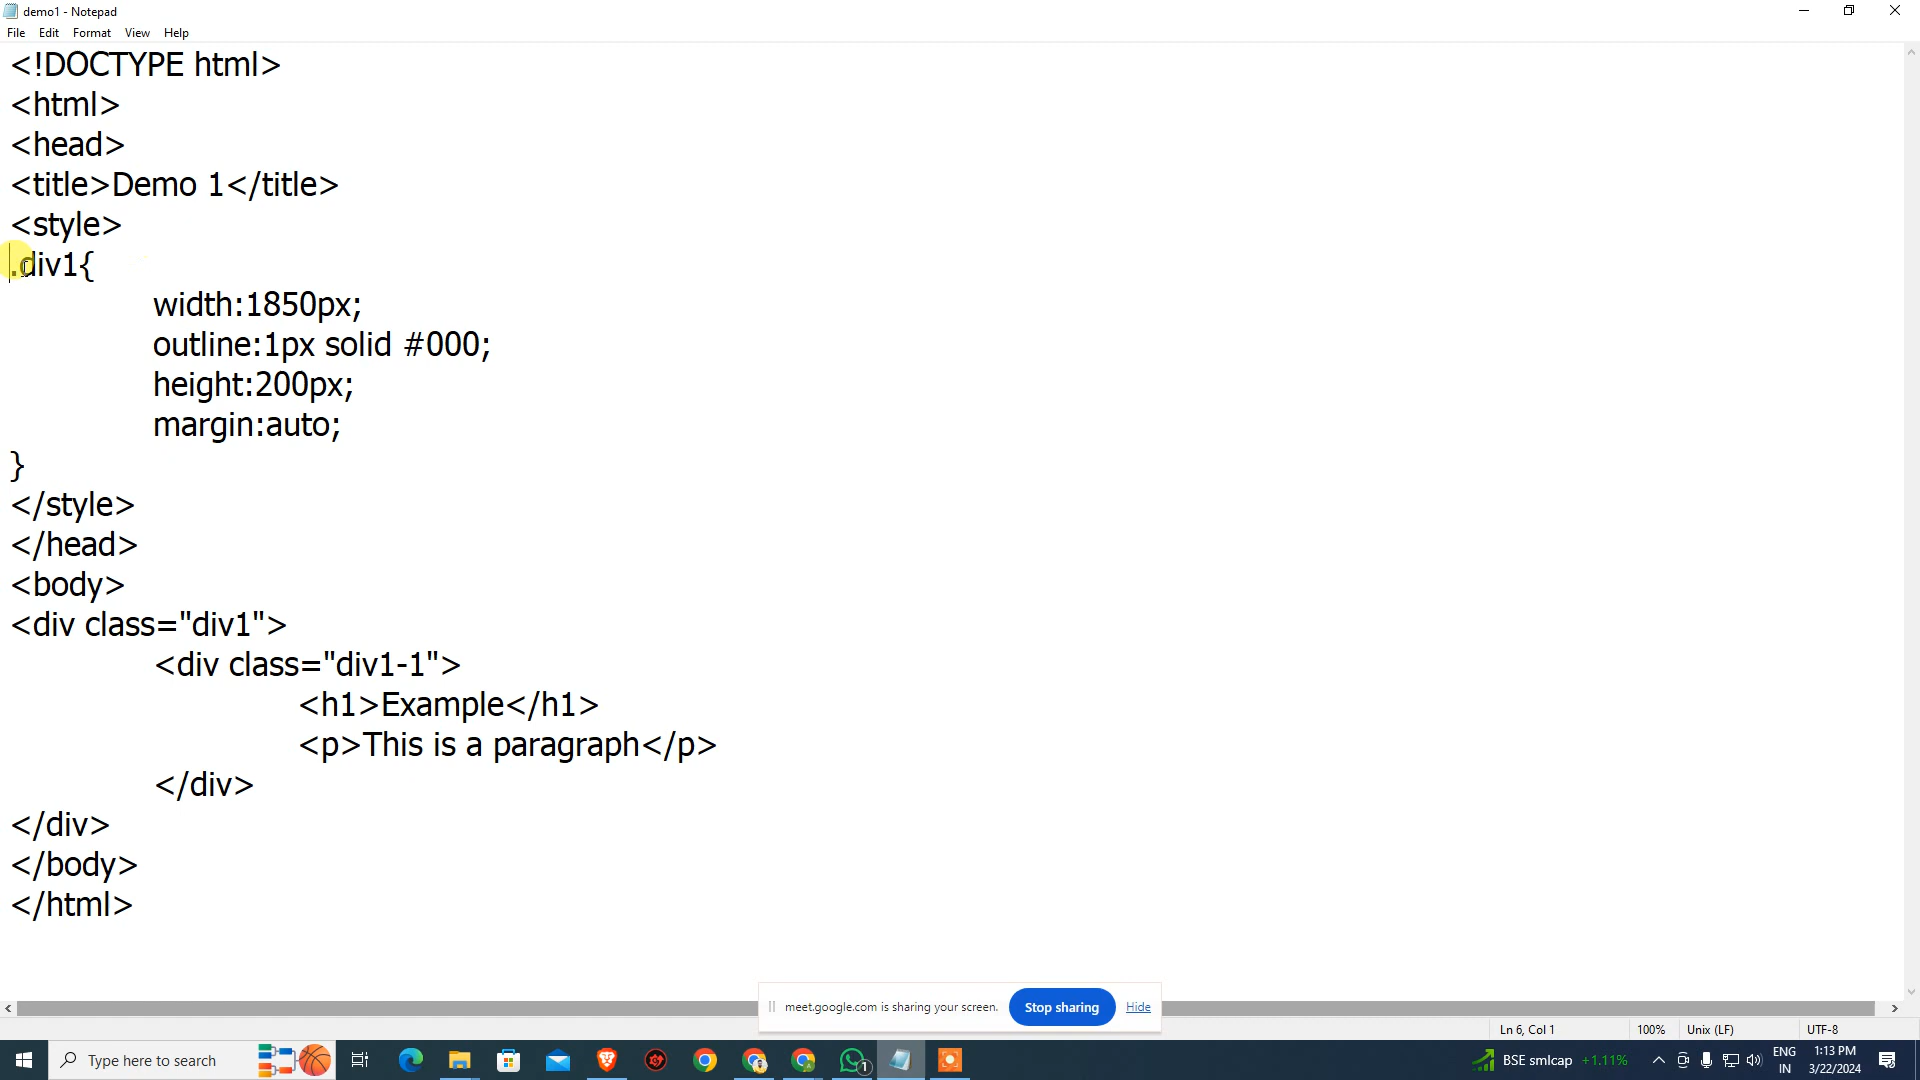 demo1 - Notepad
File Edit Format View Help
<!DOCTYPE html>
<html>
<head>
<title>Demo 1</title>
<style>
.div1{
width:1850px;
outline:1px solid #000;
height:200px;
margin:auto;
}
</style>
</head>
<body>
<div class="div1">
<div class="div1-1">
<h1>Example</h1>
<p>This is a paragraph</p>
</div>
</div>
</body>
</html>
meet.google.com is sharing your screen. Stop sharing Hide
Ln 6, Col 1 100% Unix (LF) UTF-8
Type here to search
1
BSE smlcap +1.11%
ENG
IN
1:13 PM
3/22/2024